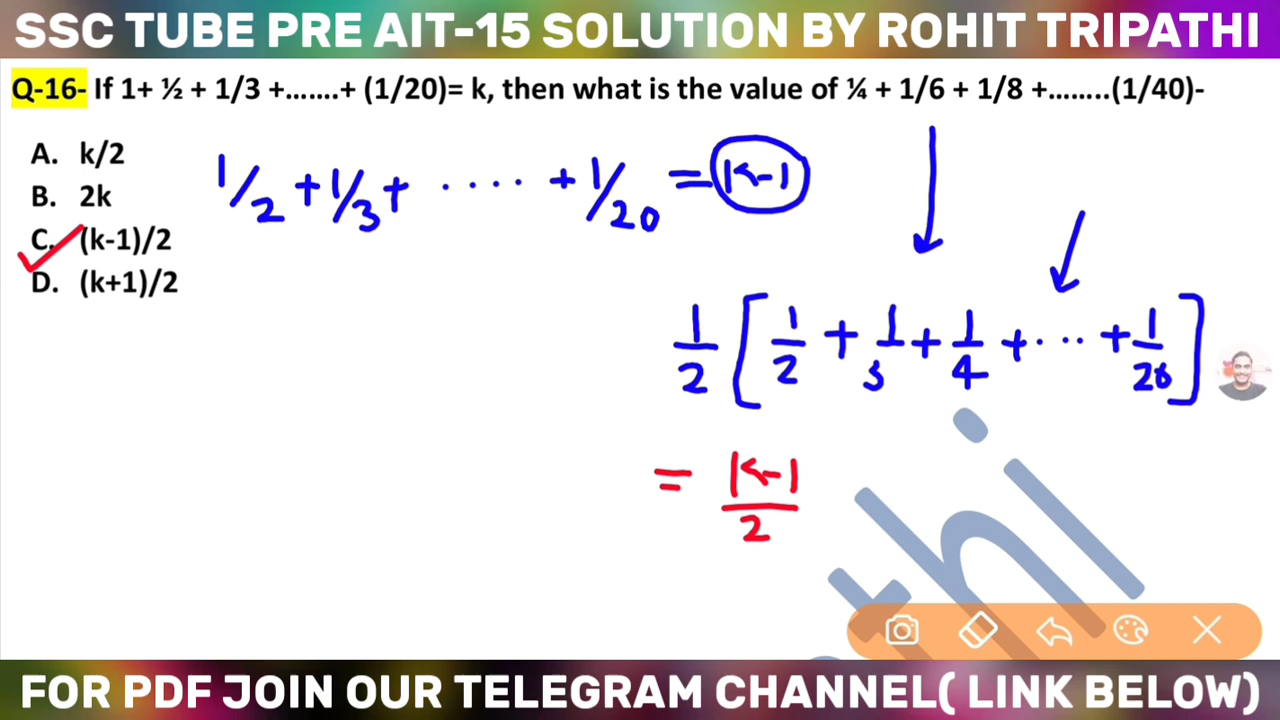 SSC TUBE PRE AIT-15 SOLUTION BY ROHIT TRIPATHI
Q-16- If 1+ ½ + 1/3 +…….+ (1/20)= k, then what is the value of ¼ + 1/6 + 1/8 +……..(1/40)-
A. k/2
B. 2k
C. (k-1)/2
D. (k+1)/2
1/2 + 1/3 + ..... + 1/20 = k-1
1/2 [ 1/2 + 1/3 + 1/4 + ... + 1/20 ]
= k-1/2
thi
FOR PDF JOIN OUR TELEGRAM CHANNEL( LINK BELOW)